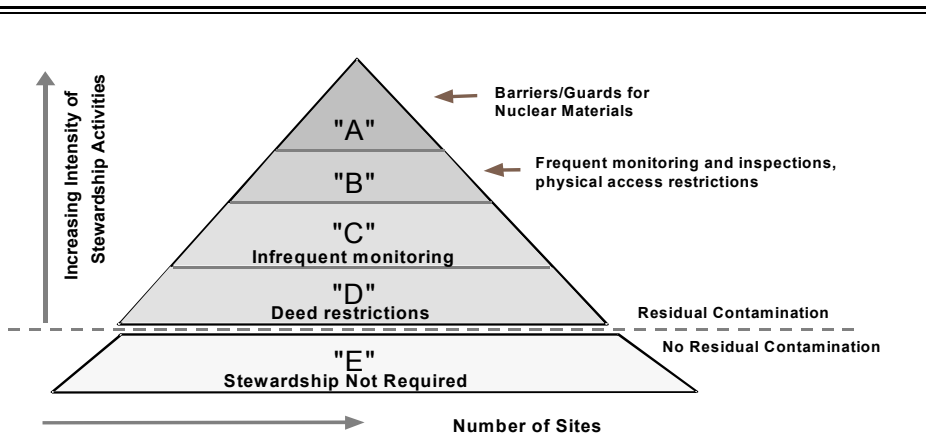 Increasing Intensity of
Stewardship Activities
Barriers/Guards for
Nuclear Materials
"A"
Frequent monitoring and inspections,
physical access restrictions
"B"
"C"
Infrequent monitoring
"D"
Deed restrictions
Residual Contamination
No Residual Contamination
"E"
Stewardship Not Required
Number of Sites